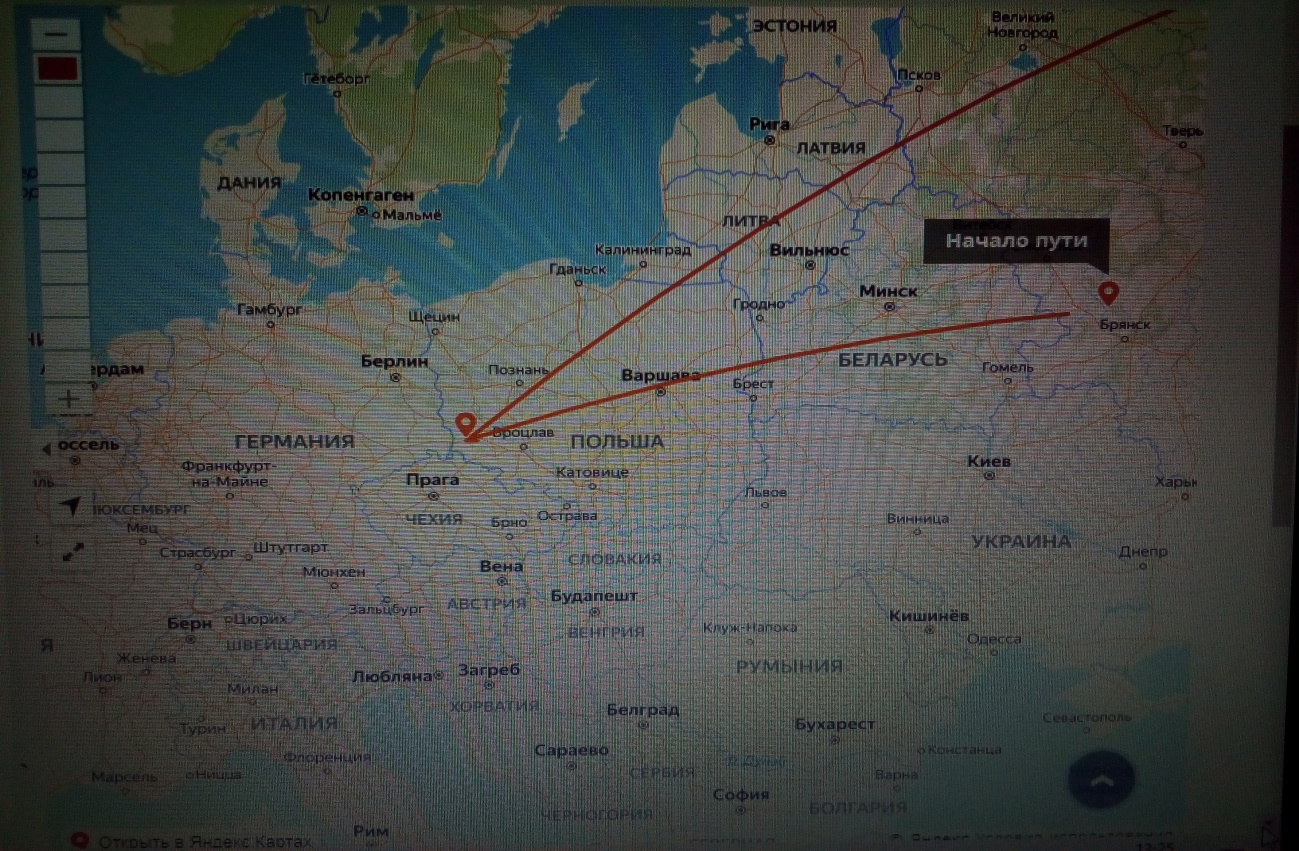 ЭСТОНИЯ
Великий
Новгород
Гётеборг
Псков
Рига
ЛАТВИЯ
Тверь
ДАНИЯ
Копенгаген
Мальмё
ЛИТВА
Начало пути
Калининград
Вильнюс
Гданьск
Минск
Гродно
Гамбург
Щецин
Брянск
Берлин
БЕЛАРУСЬ
Познань
Варшава
Брест
Гомель
ердам
Вроцлав
оссель
ГЕРМАНИЯ
ПОЛЬША
Франкфурт-
на-Майне
Катовице
Киев
Прага
Львов
Харьк
ЛЮКСЕМБУРГ
ЧЕХИЯ
Брно
Острава
Винница
Мец
УКРАИНА
Страсбург
Штутгарт
Днепр
Мюнхен
Вена
СЛОВАКИЯ
Зальцбург
АВСТРИЯ
Будапешт
Берн
Цюрих
ВЕНГРИЯ
Клуж-Напока
Кишинёв
ШВЕЙЦАРИЯ
Одесса
Женева
Лион
Любляна
Загреб
РУМЫНИЯ
Милан
ХОРВАТИЯ
Белград
Севастополь
Турин
ИТАЛИЯ
Бухарест
Флоренция
Сараево
Констанца
Марсель
Ницца
СЕРБИЯ
р. Дунай
Варна
София
БОЛГАРИЯ
ЧЕРНОГОРИЯ
Рим
Открыть в Яндекс.Картах